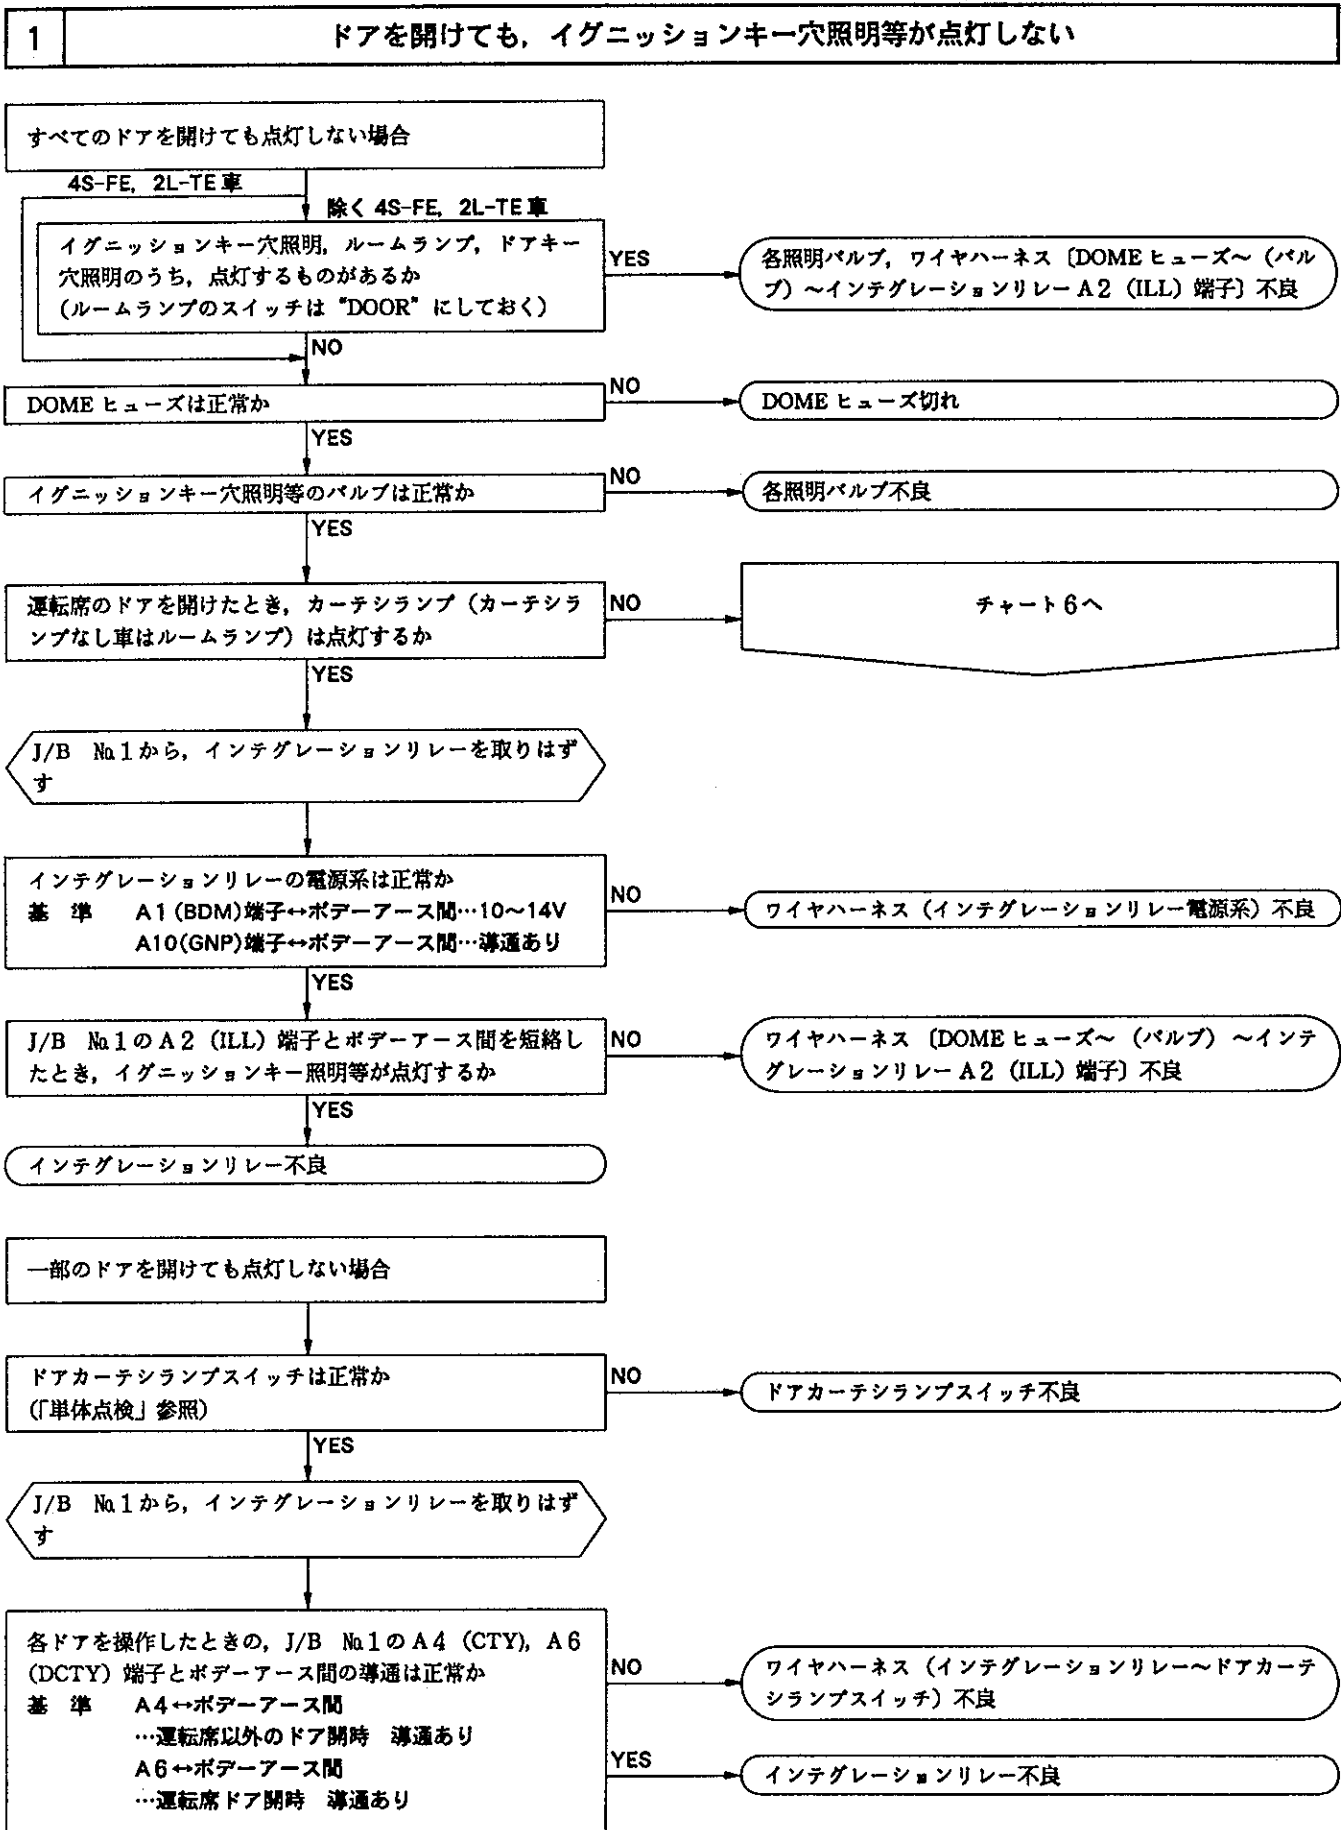 1 ドアを開けても，イグニッションキー穴照明等が点灯しない
すべてのドアを開けても点灯しない場合
4S-FE，2L-TE車
除く 4S-FE，2L-TE車
イグニッションキー穴照明，ルームランプ，ドアキー
穴照明のうち，点灯するものがあるか
(ルームランプのスイッチは“DOOR”にしておく)
YES
各照明バルブ，ワイヤハーネス〔DOMEヒューズ～（バル
ブ）～インテグレーションリレーA2（ILL）端子〕不良
NO
DOMEヒューズは正常か
NO
DOMEヒューズ切れ
YES
イグニッションキー穴照明等のバルブは正常か
NO
各照明バルブ不良
YES
運転席のドアを開けたとき，カーテシランプ（カーテシラ
ンプなし車はルームランプ）は点灯するか
NO
チャート6へ
YES
J/B №1から，インテグレーションリレーを取りはず
す
インテグレーションリレーの電源系は正常か
基 準 A1(BDM)端子↔ボデーアース間…10～14V
A10(GNP)端子↔ボデーアース間…導通あり
NO
ワイヤハーネス（インテグレーションリレー電源系）不良
YES
J/B №1のA2（ILL）端子とボデーアース間を短絡し
たとき，イグニッションキー照明等が点灯するか
NO
ワイヤハーネス〔DOMEヒューズ～（バルブ）～インテ
グレーションリレーA2（ILL）端子〕不良
YES
インテグレーションリレー不良
一部のドアを開けても点灯しない場合
ドアカーテシランプスイッチは正常か
(「単体点検」参照)
NO
ドアカーテシランプスイッチ不良
YES
J/B №1から，インテグレーションリレーを取りはず
す
各ドアを操作したときの，J/B №1のA4（CTY），A6
（DCTY）端子とボデーアース間の導通は正常か
基 準 A4↔ボデーアース間
…運転席以外のドア開時 導通あり
A6↔ボデーアース間
…運転席ドア開時 導通あり
NO
ワイヤハーネス（インテグレーションリレー～ドアカーテ
シランプスイッチ）不良
YES
インテグレーションリレー不良